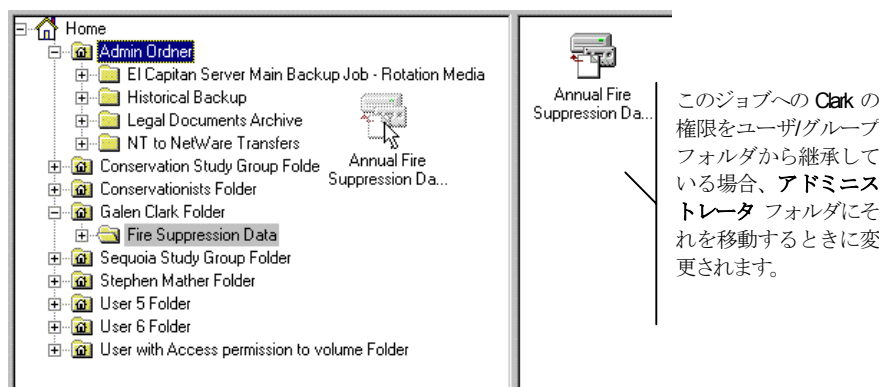 Home
Admin Ordner
El Capitan Server Main Backup Job - Rotation Media
Historical Backup
Legal Documents Archive
NT to NetWare Transfers
Conservation Study Group Folde
Conservationists Folder
Galen Clark Folder
Fire Suppression Data
Sequoia Study Group Folder
Stephen Mather Folder
User 5 Folder
User 6 Folder
User with Access permission to volume Folder
Annual Fire
Suppression Da...
Annual Fire
Suppression Da...
このジョブへの Clark の
権限をユーザ/グループ
フォルダから継承して
いる場合、アドミニス
トレータ フォルダにそ
れを移動するときに変
更されます。